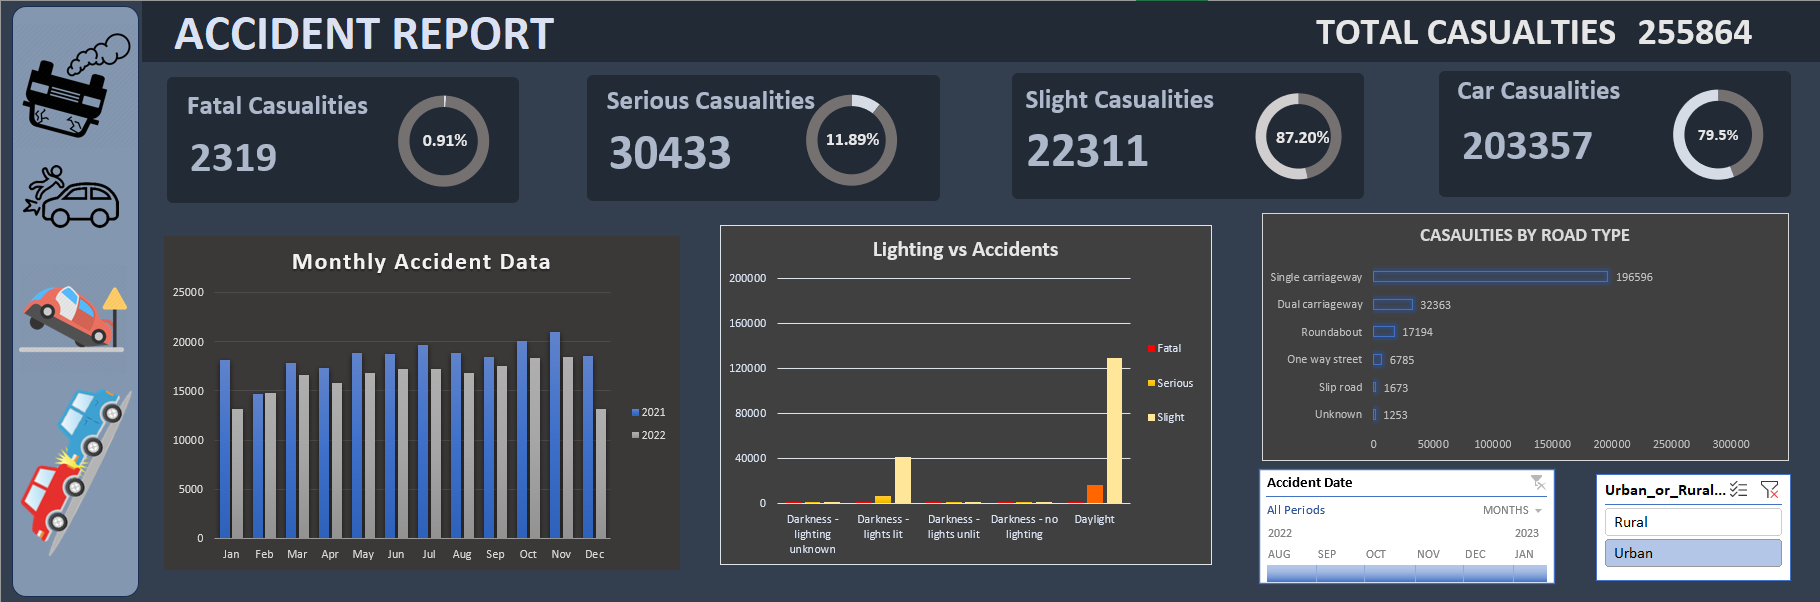 ACCIDENT REPORT
TOTAL CASUALTIES 255864
Fatal Casualities
2319
0.91%
Serious Casualities
30433
11.89%
Slight Casualities
22311
87.20%
Car Casualities
203357
79.5%
Monthly Accident Data
25000
20000
15000
10000
5000
0
Jan Feb Mar Apr May Jun Jul Aug Sep Oct Nov Dec
2021
2022
Lighting vs Accidents
200000
160000
120000
80000
40000
0
Darkness - lighting unknown
Darkness - lights lit
Darkness - lights unlit
Darkness - no lighting
Daylight
Fatal
Serious
Slight
CASAULTIES BY ROAD TYPE
Single carriageway 196596
Dual carriageway 32363
Roundabout 17194
One way street 6785
Slip road 1673
Unknown 1253
0 50000 100000 150000 200000 250000 300000
Accident Date
All Periods MONTHS
2022 2023
AUG SEP OCT NOV DEC JAN
Urban_or_Rural...
Rural
Urban